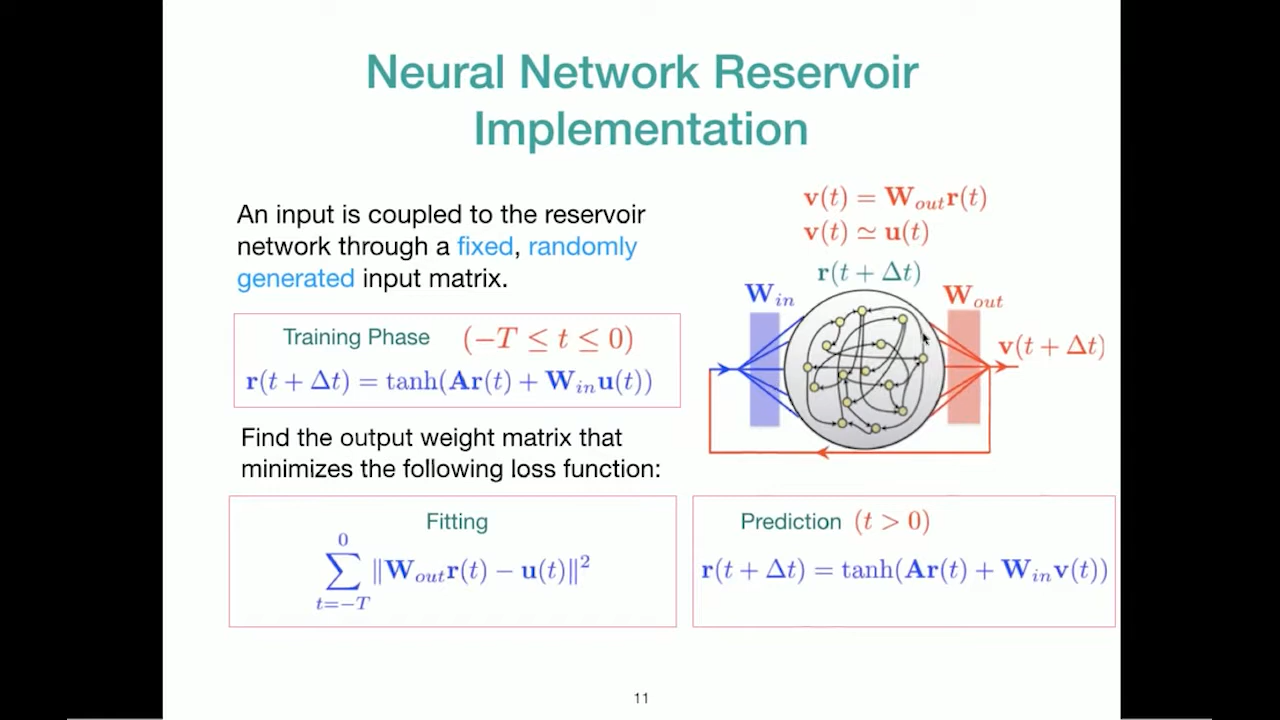 Neural Network Reservoir
Implementation
An input is coupled to the reservoir
network through a fixed, randomly
generated input matrix.
Training Phase (−T ≤ t ≤ 0)
r(t + Δt) = tanh(Ar(t) + W_in u(t))
Find the output weight matrix that
minimizes the following loss function:
Fitting
∑_{t=−T}^{0} ‖W_out r(t) − u(t)‖²
v(t) = W_out r(t)
v(t) ≃ u(t)
r(t + Δt)
W_in
W_out
v(t + Δt)
Prediction (t > 0)
r(t + Δt) = tanh(Ar(t) + W_in v(t))
11